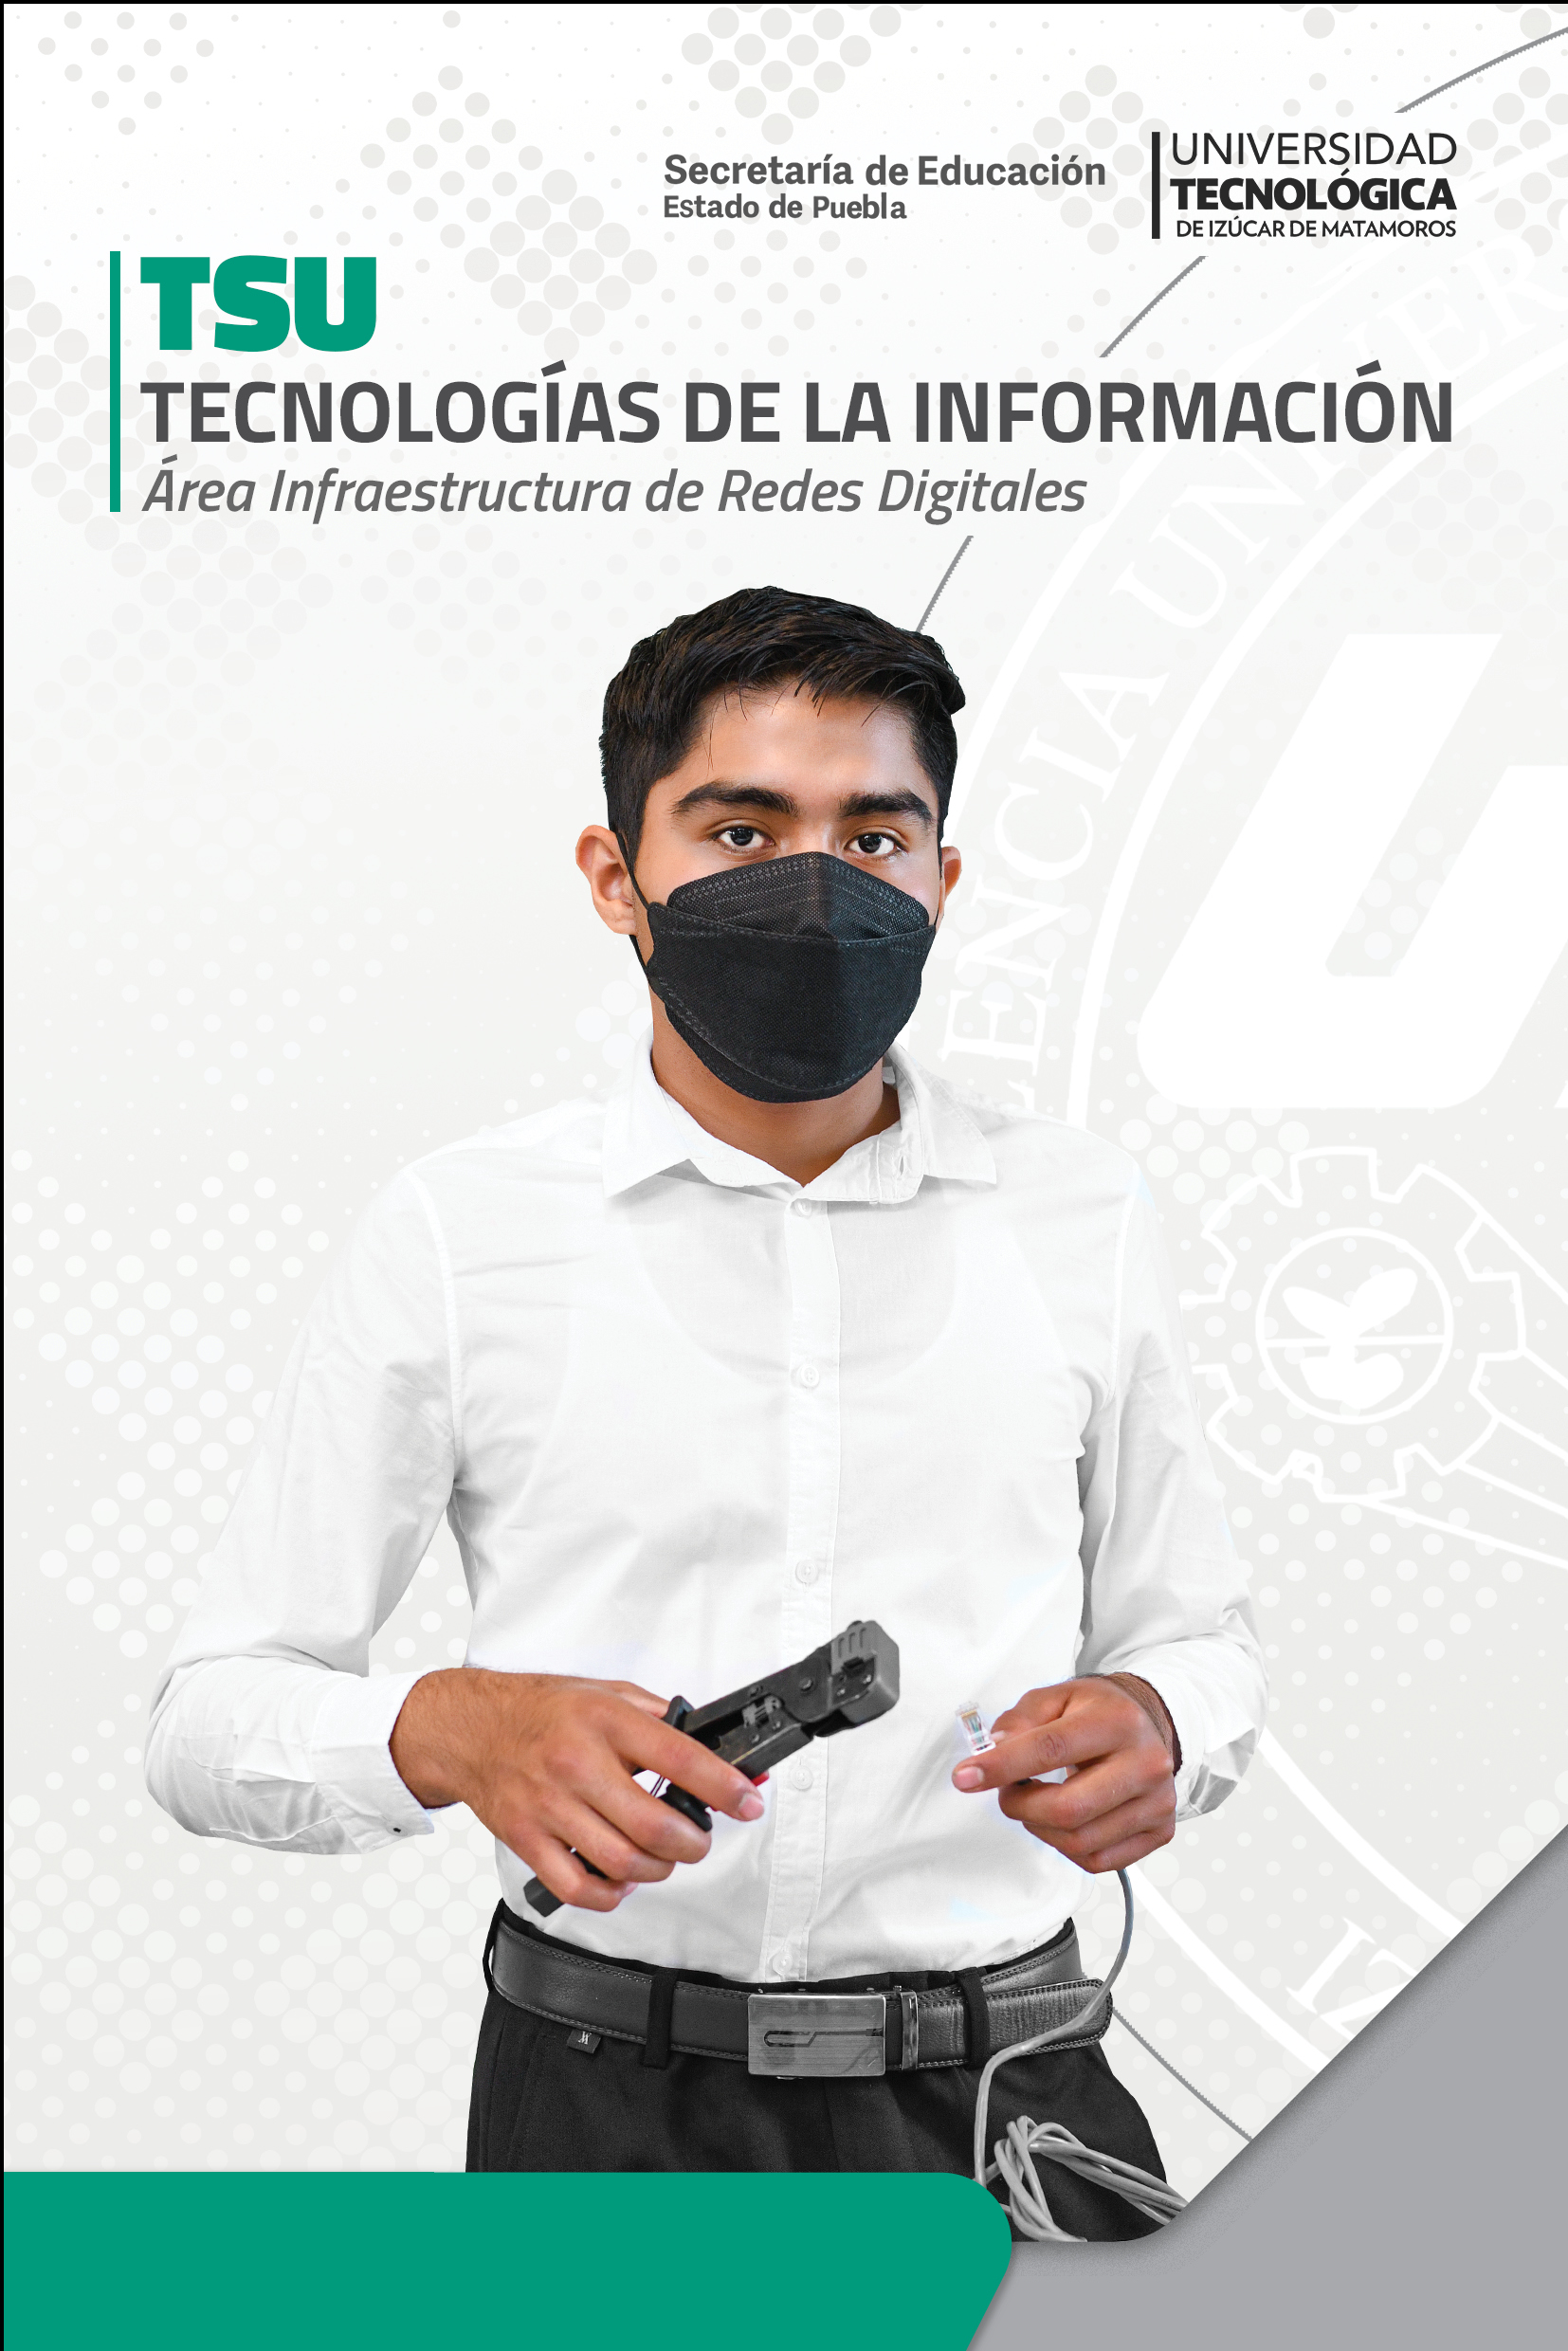 Secretaría de Educación
Estado de Puebla
UNIVERSIDAD
TECNOLÓGICA
DE IZÚCAR DE MATAMOROS
TSU
TECNOLOGÍAS DE LA INFORMACIÓN
Área Infraestructura de Redes Digitales